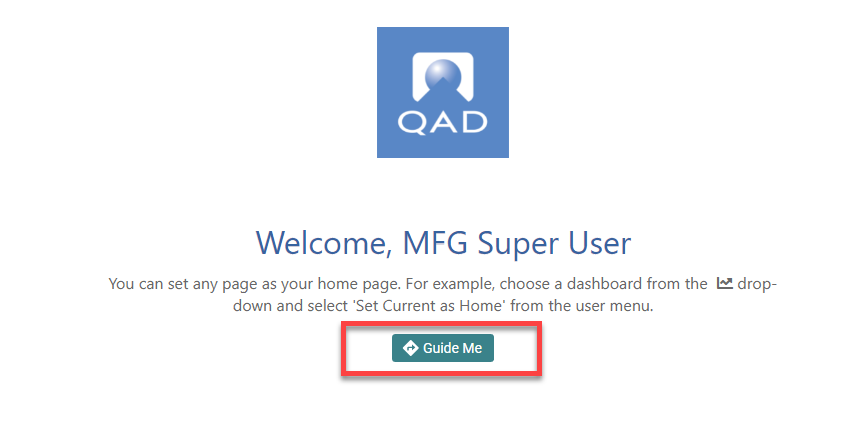 QAD
Welcome, MFG Super User
You can set any page as your home page. For example, choose a dashboard from the drop-
down and select 'Set Current as Home' from the user menu.
Guide Me